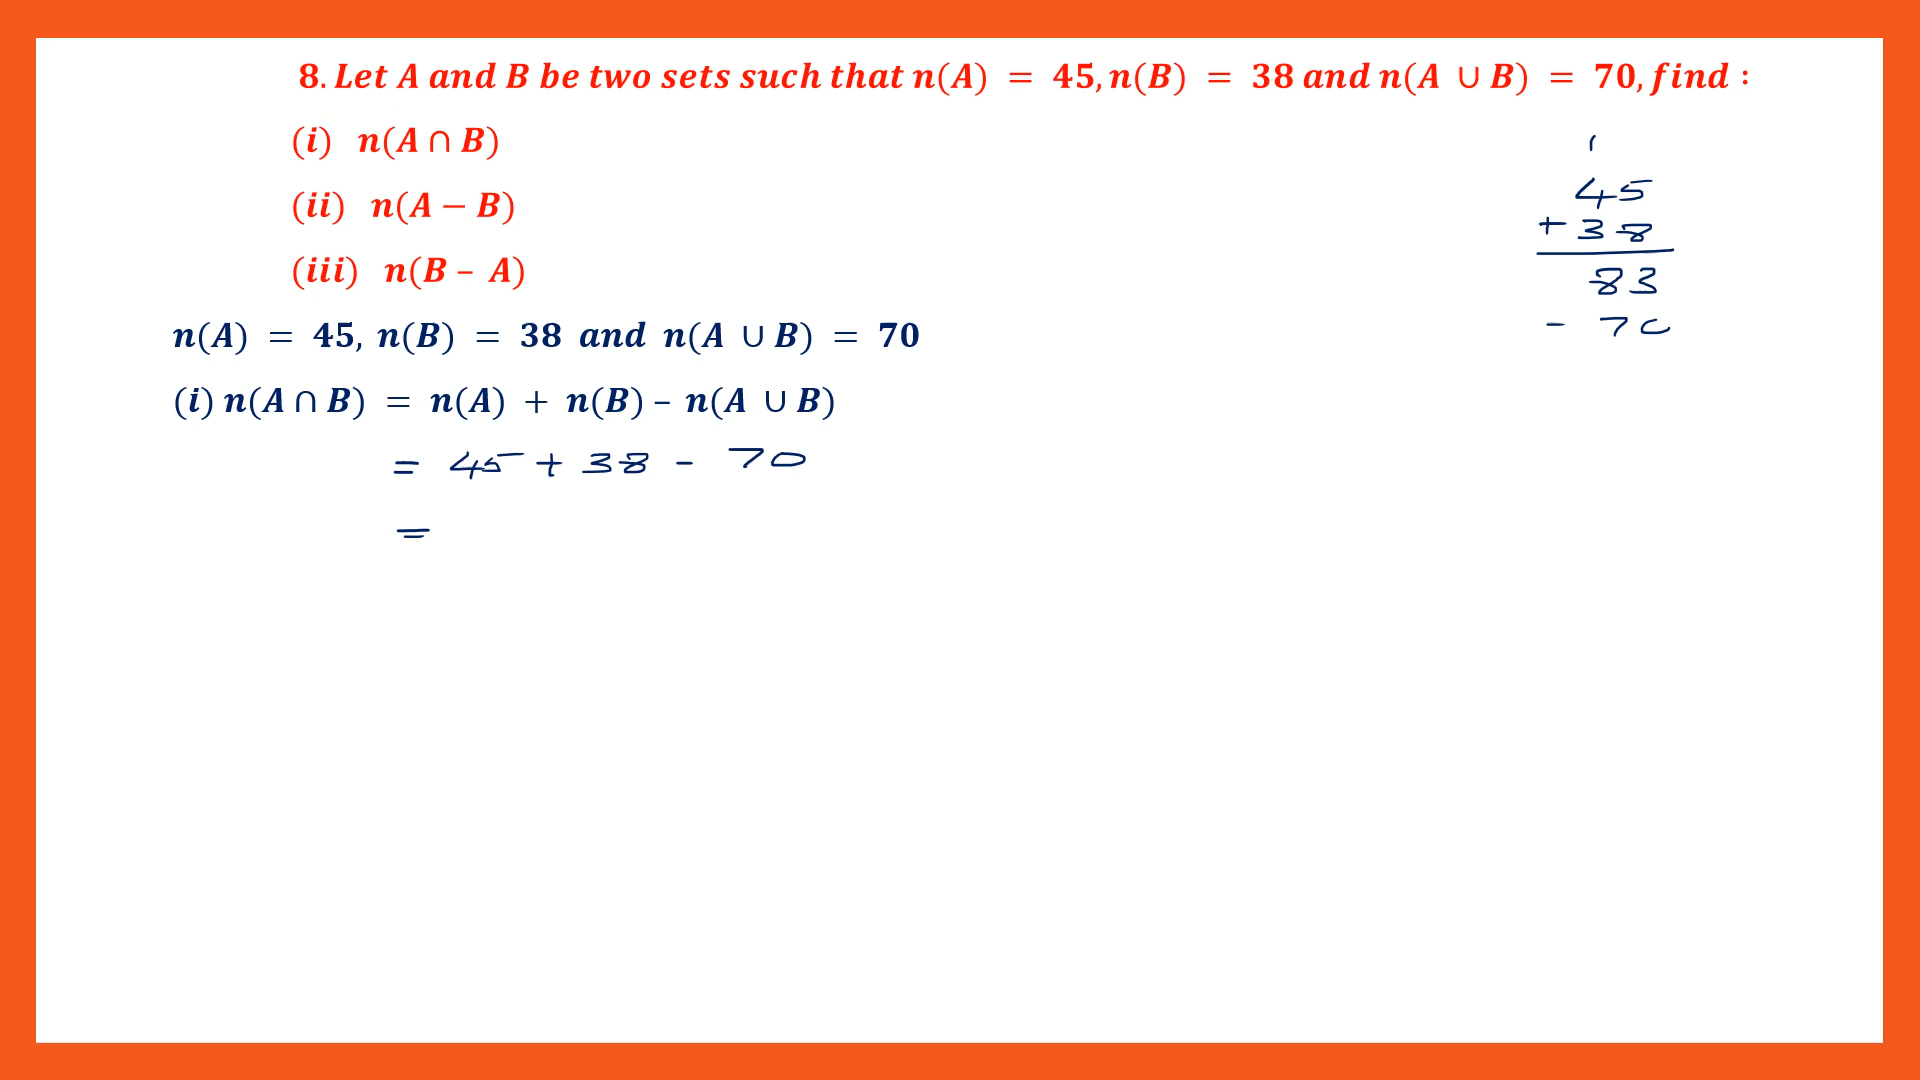 8. Let A and B be two sets such that n(A) = 45, n(B) = 38 and n(A ∪ B) = 70, find :
(i) n(A ∩ B)
(ii) n(A − B)
(iii) n(B – A)
n(A) = 45, n(B) = 38 and n(A ∪ B) = 70
(i) n(A ∩ B) = n(A) + n(B) – n(A ∪ B)
= 45 + 38 - 70
=
1
45
+ 38
83
- 70